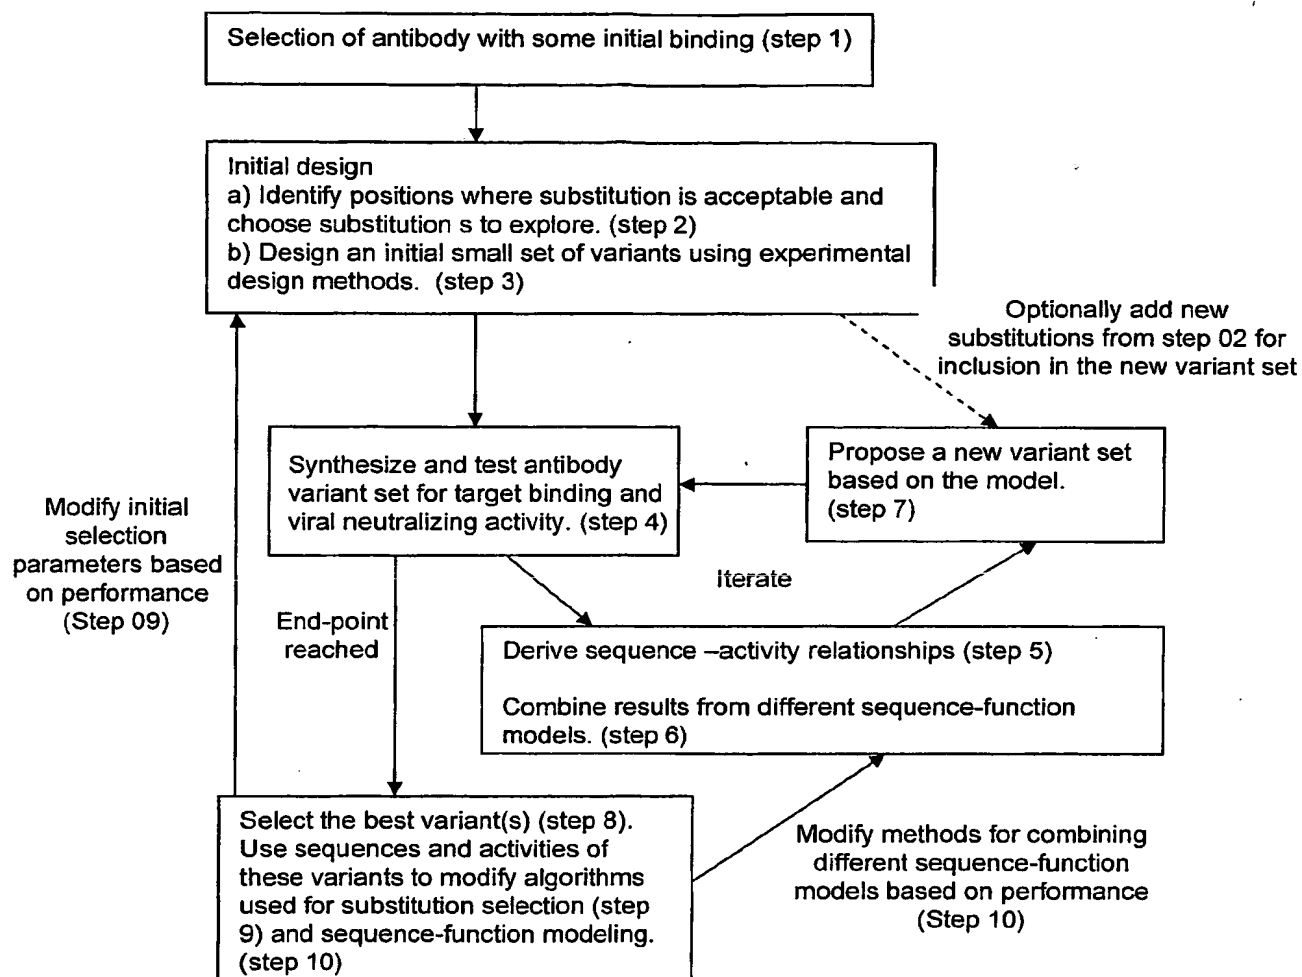 Selection of antibody with some initial binding (step 1)
Initial design
a) Identify positions where substitution is acceptable and
choose substitution s to explore. (step 2)
b) Design an initial small set of variants using experimental
design methods. (step 3)
Optionally add new
substitutions from step 02 for
inclusion in the new variant set
Synthesize and test antibody
variant set for target binding and
viral neutralizing activity. (step 4)
Propose a new variant set
based on the model.
(step 7)
Modify initial
selection
parameters based
on performance
(Step 09)
Iterate
End-point
reached
Derive sequence –activity relationships (step 5)
Combine results from different sequence-function
models. (step 6)
Select the best variant(s) (step 8).
Use sequences and activities of
these variants to modify algorithms
used for substitution selection (step
9) and sequence-function modeling.
(step 10)
Modify methods for combining
different sequence-function
models based on performance
(Step 10)